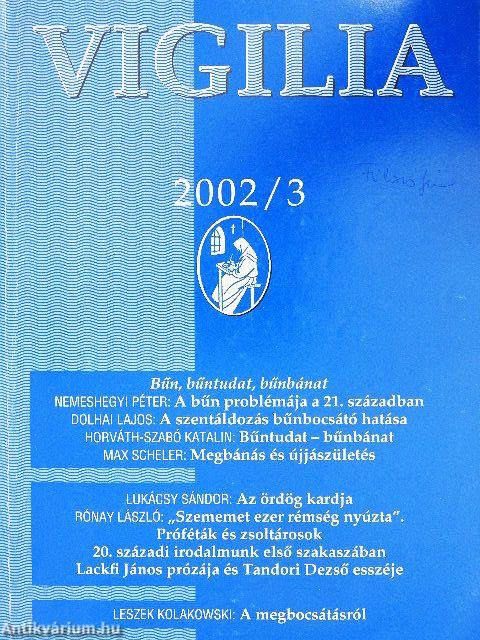 VIGILIA
2002/3
Bűn, bűntudat, bűnbánat
NEMESHEGYI PÉTER: A bűn problémája a 21. században
DOLHAI LAJOS: A szentáldozás bűnbocsátó hatása
HORVÁTH-SZABÓ KATALIN: Bűntudat – bűnbánat
MAX SCHELER: Megbánás és újjászületés
LUKÁCSY SÁNDOR: Az ördög kardja
RÓNAY LÁSZLÓ: „Szememet ezer rémség nyúzta”.
Próféták és zsoltárosok
20. századi irodalmunk első szakaszában
Lackfi János prózája és Tandori Dezső esszéje
LESZEK KOLAKOWSKI: A megbocsátásról
Antikvárium.hu